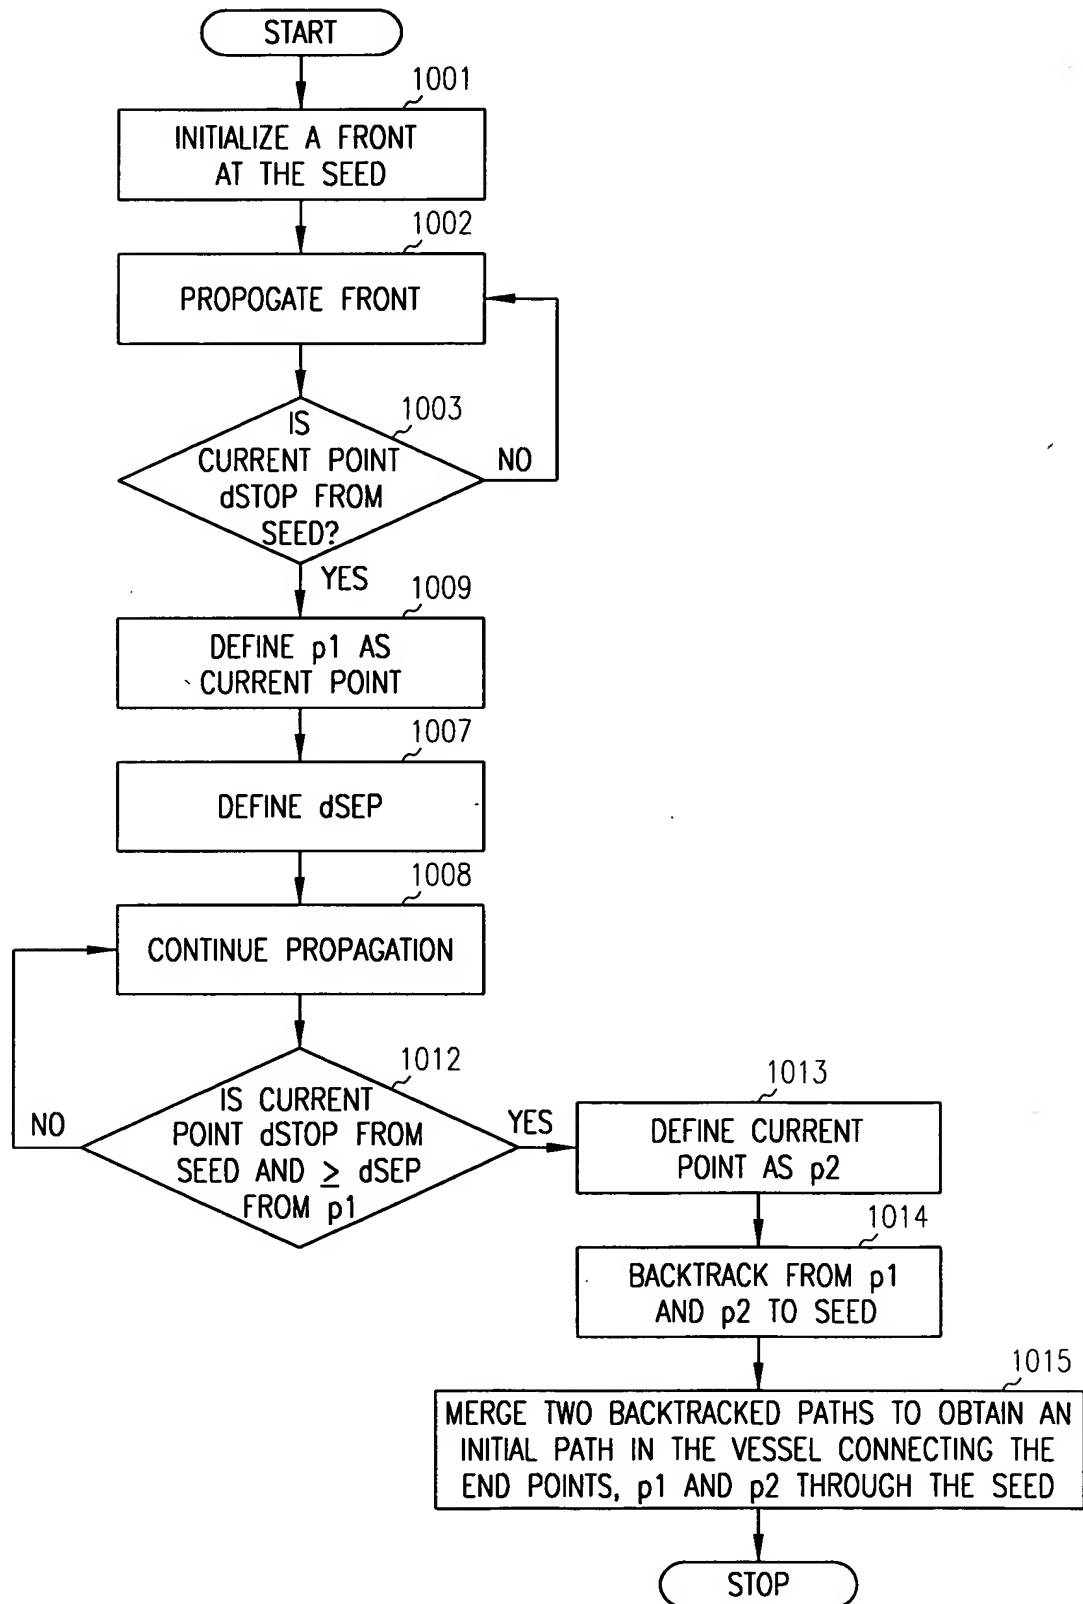 START
1001
INITIALIZE A FRONT
AT THE SEED
1002
PROPOGATE FRONT
1003
IS
CURRENT POINT
dSTOP FROM
SEED?
NO
YES
1009
DEFINE p1 AS
CURRENT POINT
1007
DEFINE dSEP
1008
CONTINUE PROPAGATION
1012
IS CURRENT
POINT dSTOP FROM
SEED AND ≥ dSEP
FROM p1
NO
YES
1013
DEFINE CURRENT
POINT AS p2
1014
BACKTRACK FROM p1
AND p2 TO SEED
1015
MERGE TWO BACKTRACKED PATHS TO OBTAIN AN
INITIAL PATH IN THE VESSEL CONNECTING THE
END POINTS, p1 AND p2 THROUGH THE SEED
STOP